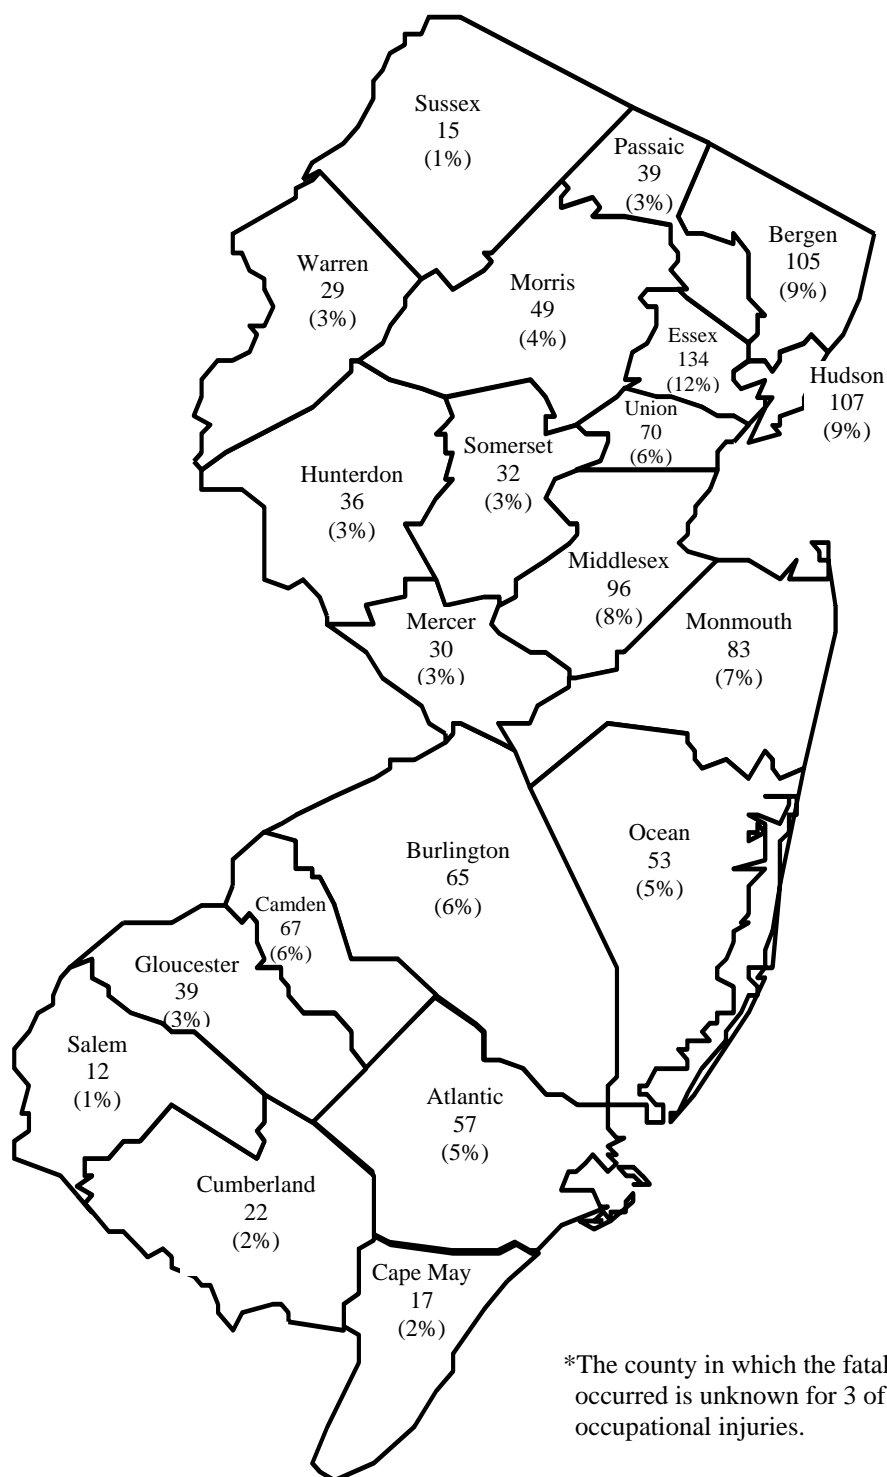 Sussex
15
(1%)
Passaic
39
(3%)
Bergen
105
(9%)
Warren
29
(3%)
Morris
49
(4%)
Essex
134
(12%)
Hudson
107
(9%)
Union
70
(6%)
Somerset
32
(3%)
Hunterdon
36
(3%)
Middlesex
96
(8%)
Mercer
30
(3%)
Monmouth
83
(7%)
Ocean
53
(5%)
Burlington
65
(6%)
Camden
67
(6%)
Gloucester
39
(3%)
Salem
12
(1%)
Atlantic
57
(5%)
Cumberland
22
(2%)
Cape May
17
(2%)
*The county in which the fatal
occurred is unknown for 3 of
occupational injuries.